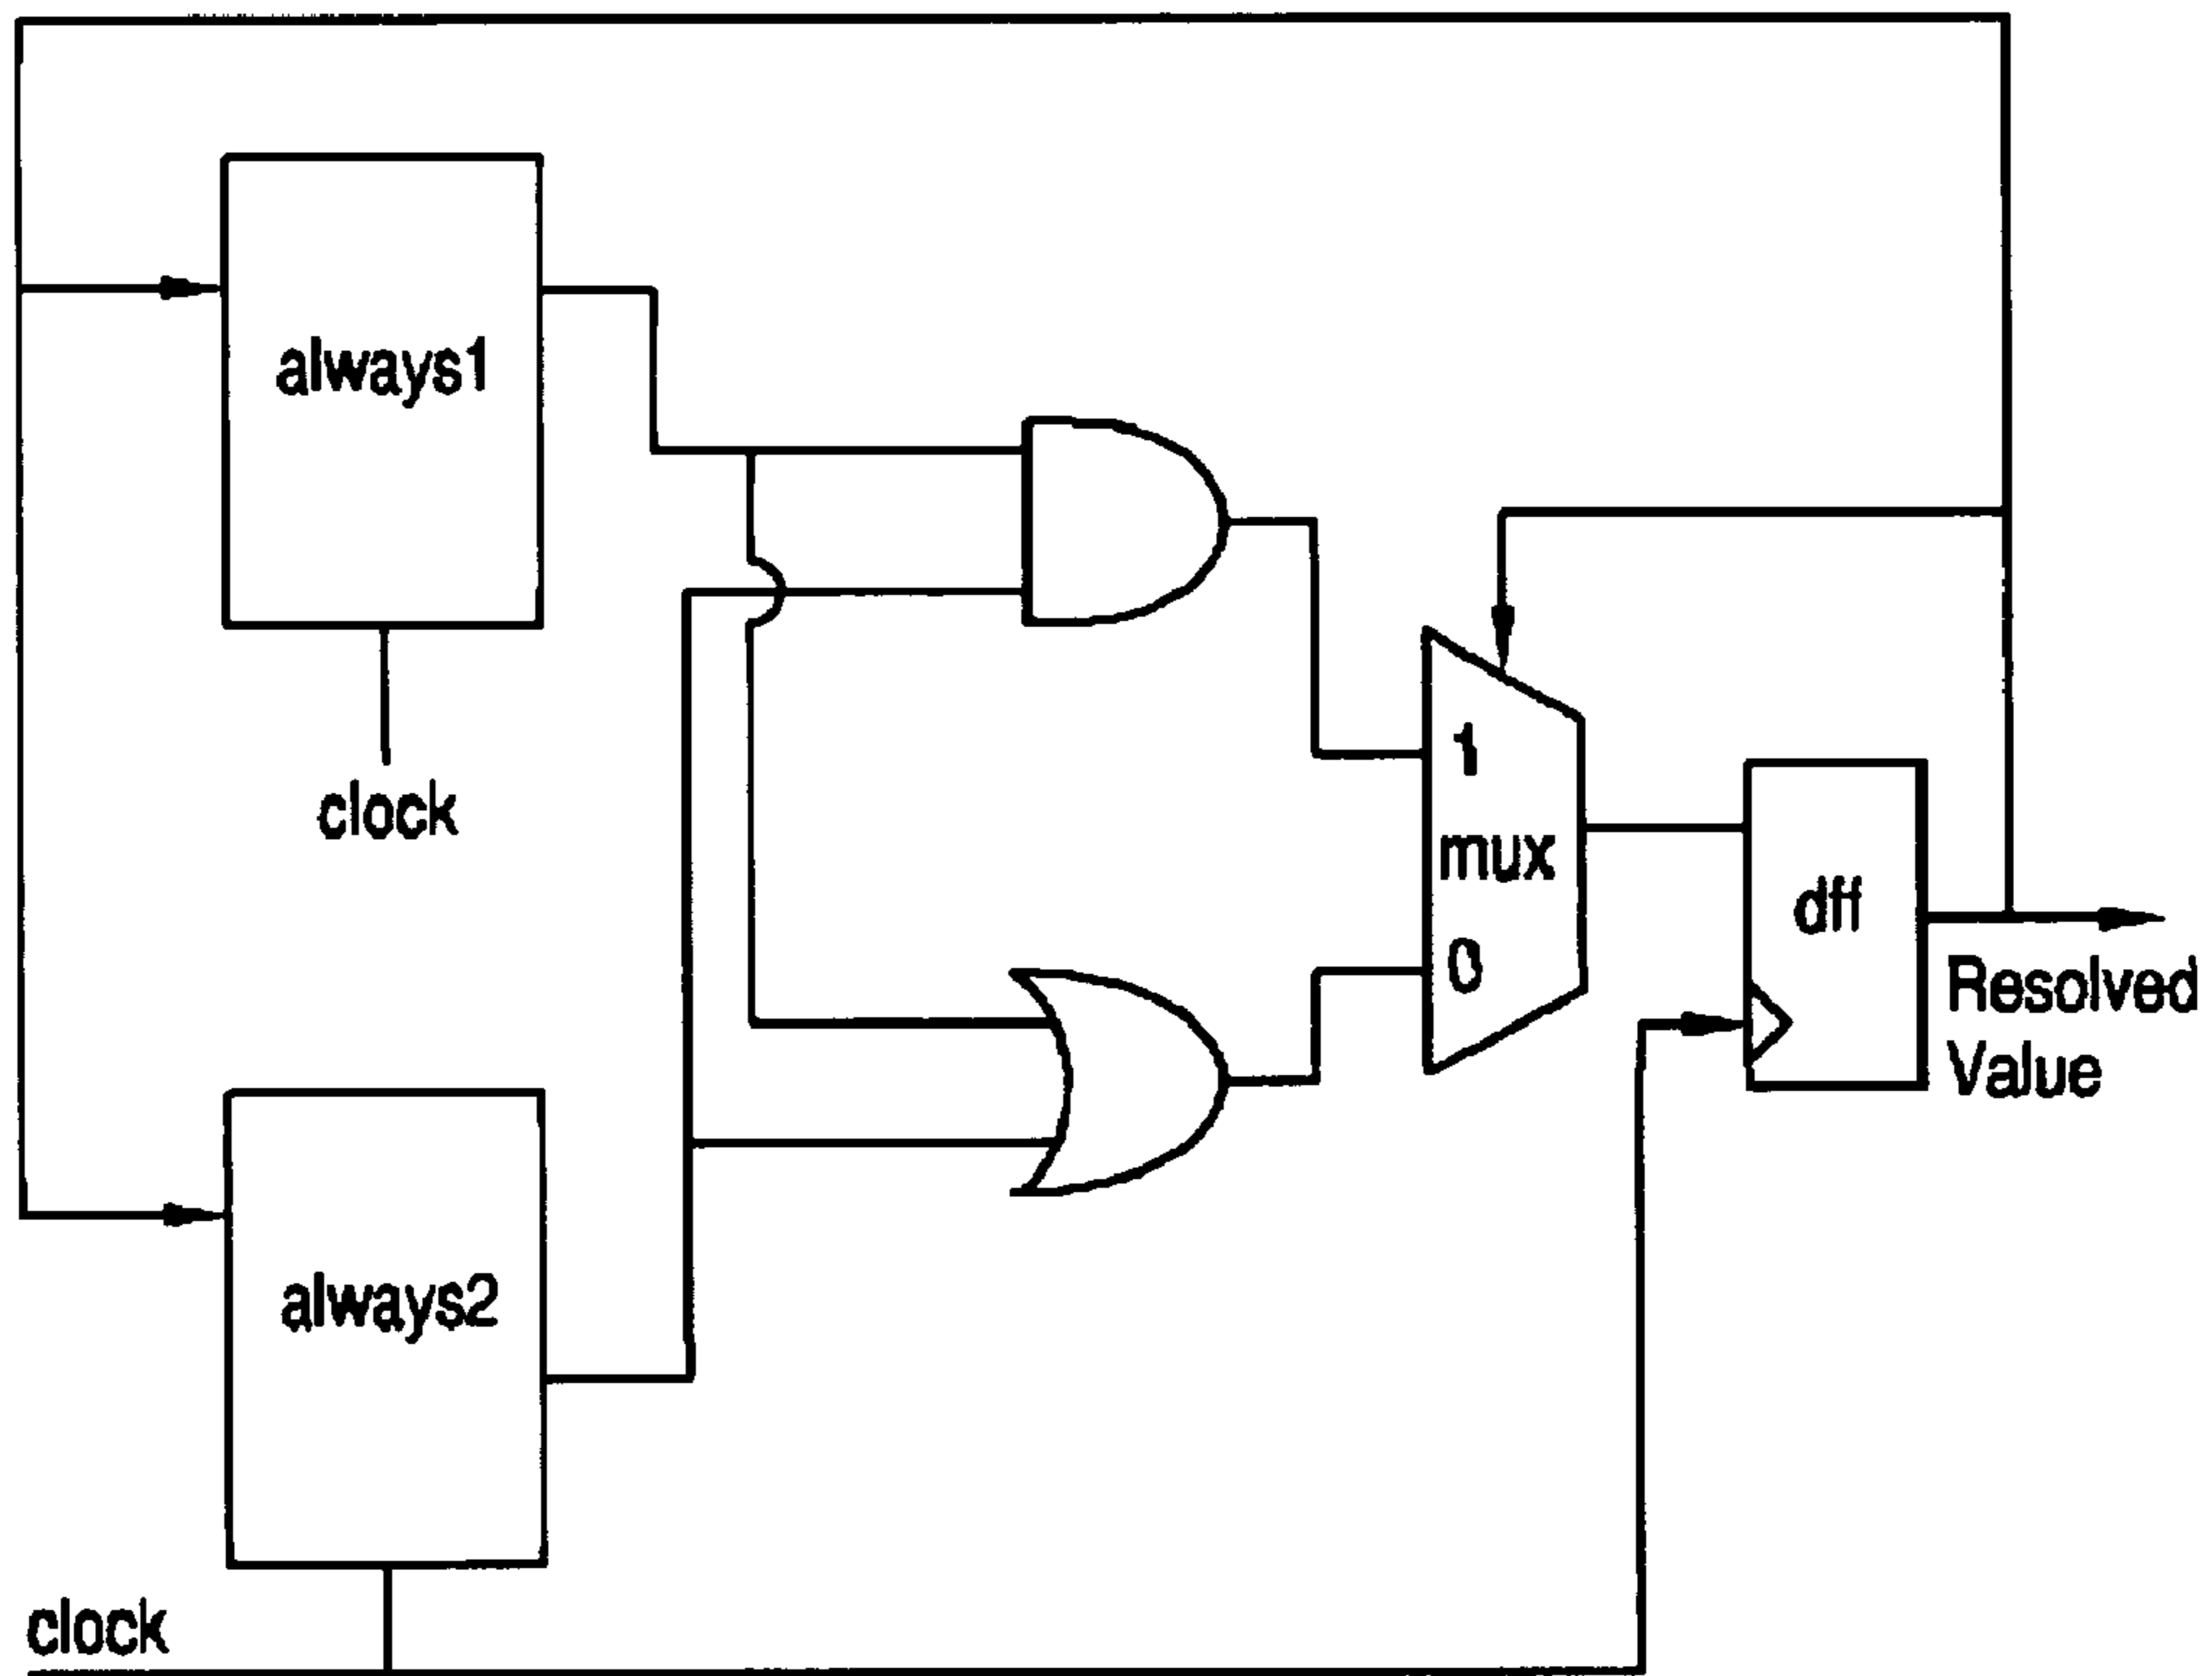 always1
clock
1
mux
0
dff
Resolved
Value
always2
clock